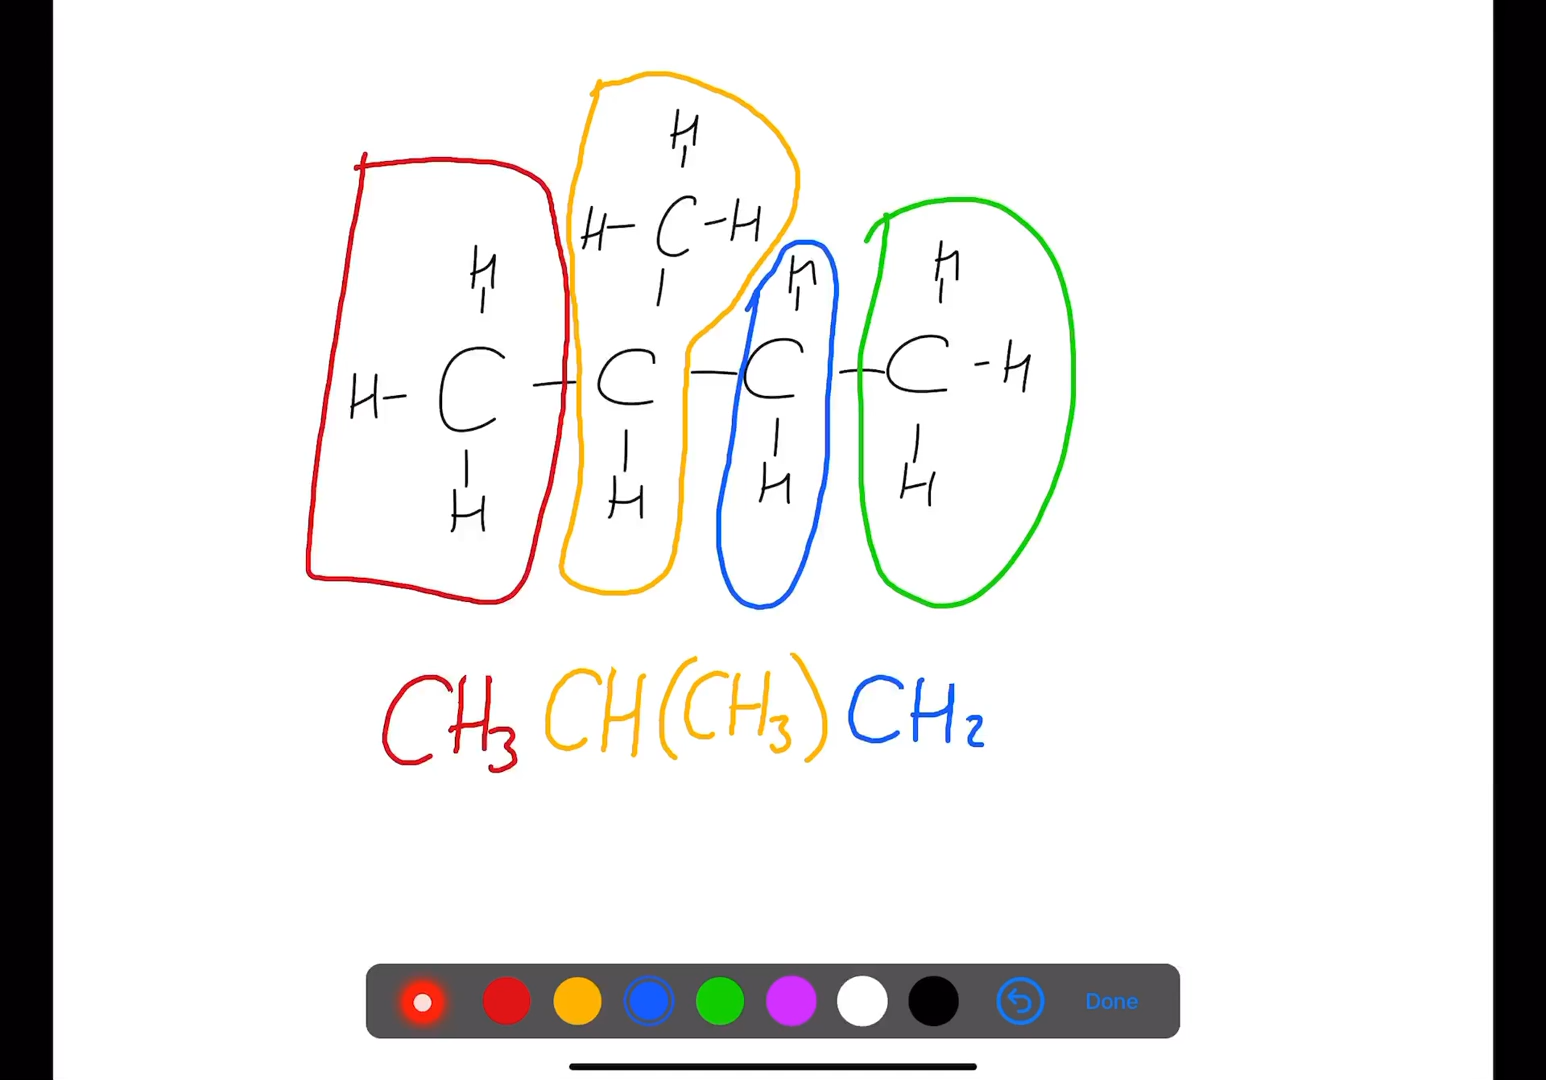 H
H-C-H
H H H
H-C-C-C-C-H
H H H H
CH₃CH(CH₃)CH₂
Done